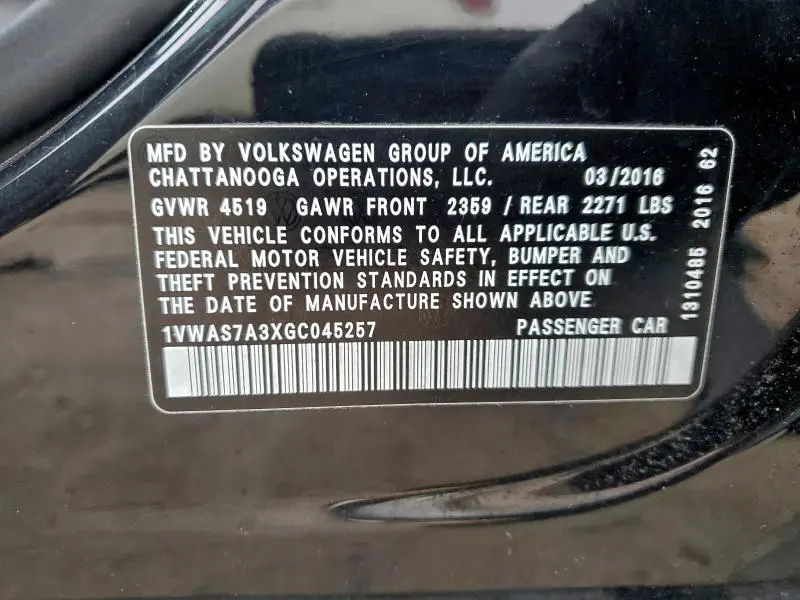 MFD BY VOLKSWAGEN GROUP OF AMERICA
CHATTANOOGA OPERATIONS, LLC. 03/2016
GVWR 4519 GAWR FRONT 2359 / REAR 2271 LBS
THIS VEHICLE CONFORMS TO ALL APPLICABLE U.S.
FEDERAL MOTOR VEHICLE SAFETY, BUMPER AND
THEFT PREVENTION STANDARDS IN EFFECT ON
THE DATE OF MANUFACTURE SHOWN ABOVE
1VWAS7A3XGC045257 PASSENGER CAR
1310485 2016 62